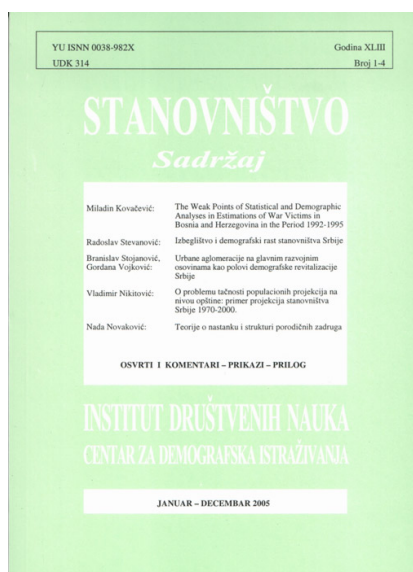 YU ISNN 0038-982X Godina XLIII
UDK 314 Broj 1-4
STANOVNIŠTVO
Sadržaj
Miladin Kovačević: The Weak Points of Statistical and Demographic
Analyses in Estimations of War Victims in
Bosnia and Herzegovina in the Period 1992-1995
Radoslav Stevanović: Izbeglištvo i demografski rast stanovništva Srbije
Branislav Stojanović, Urbane aglomeracije na glavnim razvojnim
Gordana Vojković: osovinama kao polovi demografske revitalizacije
Srbije
Vladimir Nikitović: O problemu tačnosti populacionih projekcija na
nivou opštine: primer projekcija stanovništva
Srbije 1970-2000.
Nada Novaković: Teorije o nastanku i strukturi porodičnih zadruga
OSVRTI I KOMENTARI – PRIKAZI – PRILOG
INSTITUT DRUŠTVENIH NAUKA
CENTAR ZA DEMOGRAFSKA ISTRAŽIVANJA
JANUAR – DECEMBAR 2005